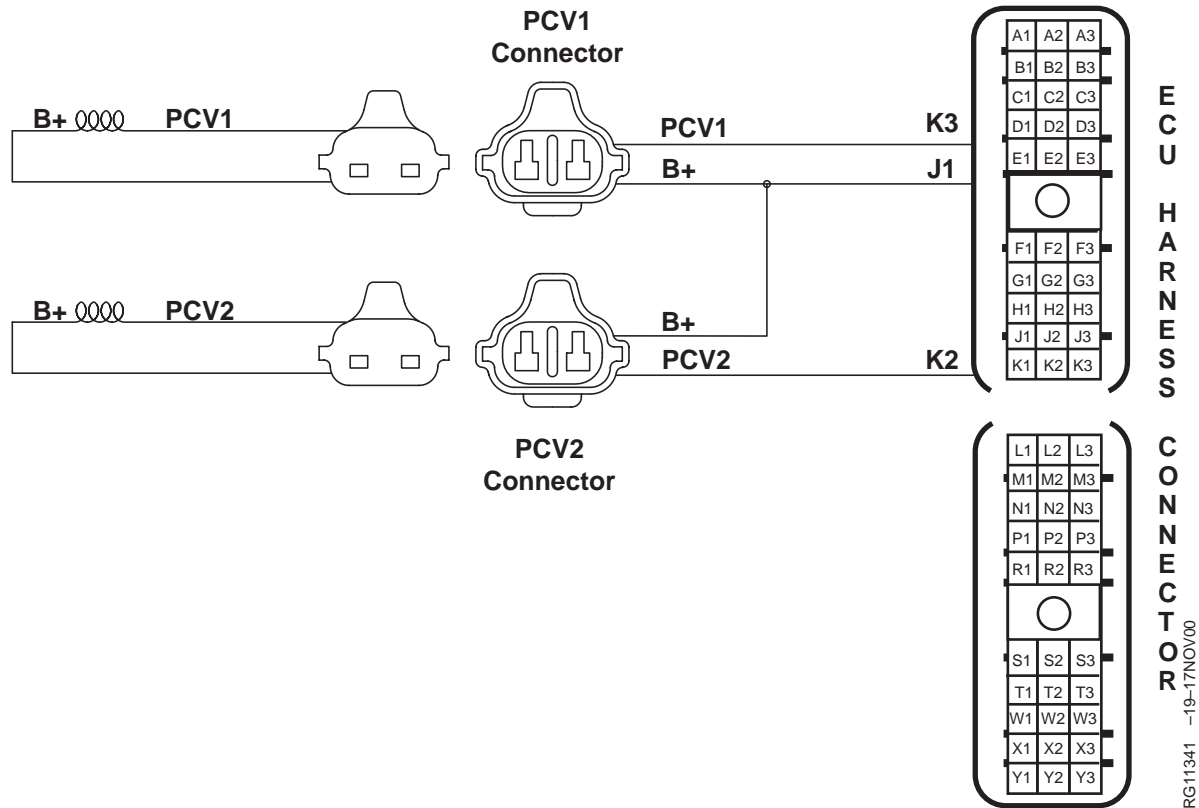 PCV1
Connector
B+ PCV1
PCV1 K3
B+ J1
B+ PCV2
B+
PCV2 K2
PCV2
Connector
A1 A2 A3
B1 B2 B3
C1 C2 C3
D1 D2 D3
E1 E2 E3
F1 F2 F3
G1 G2 G3
H1 H2 H3
J1 J2 J3
K1 K2 K3
L1 L2 L3
M1 M2 M3
N1 N2 N3
P1 P2 P3
R1 R2 R3
S1 S2 S3
T1 T2 T3
W1 W2 W3
X1 X2 X3
Y1 Y2 Y3
ECU HARNESS CONNECTOR
RG11341 –19–17NOV00